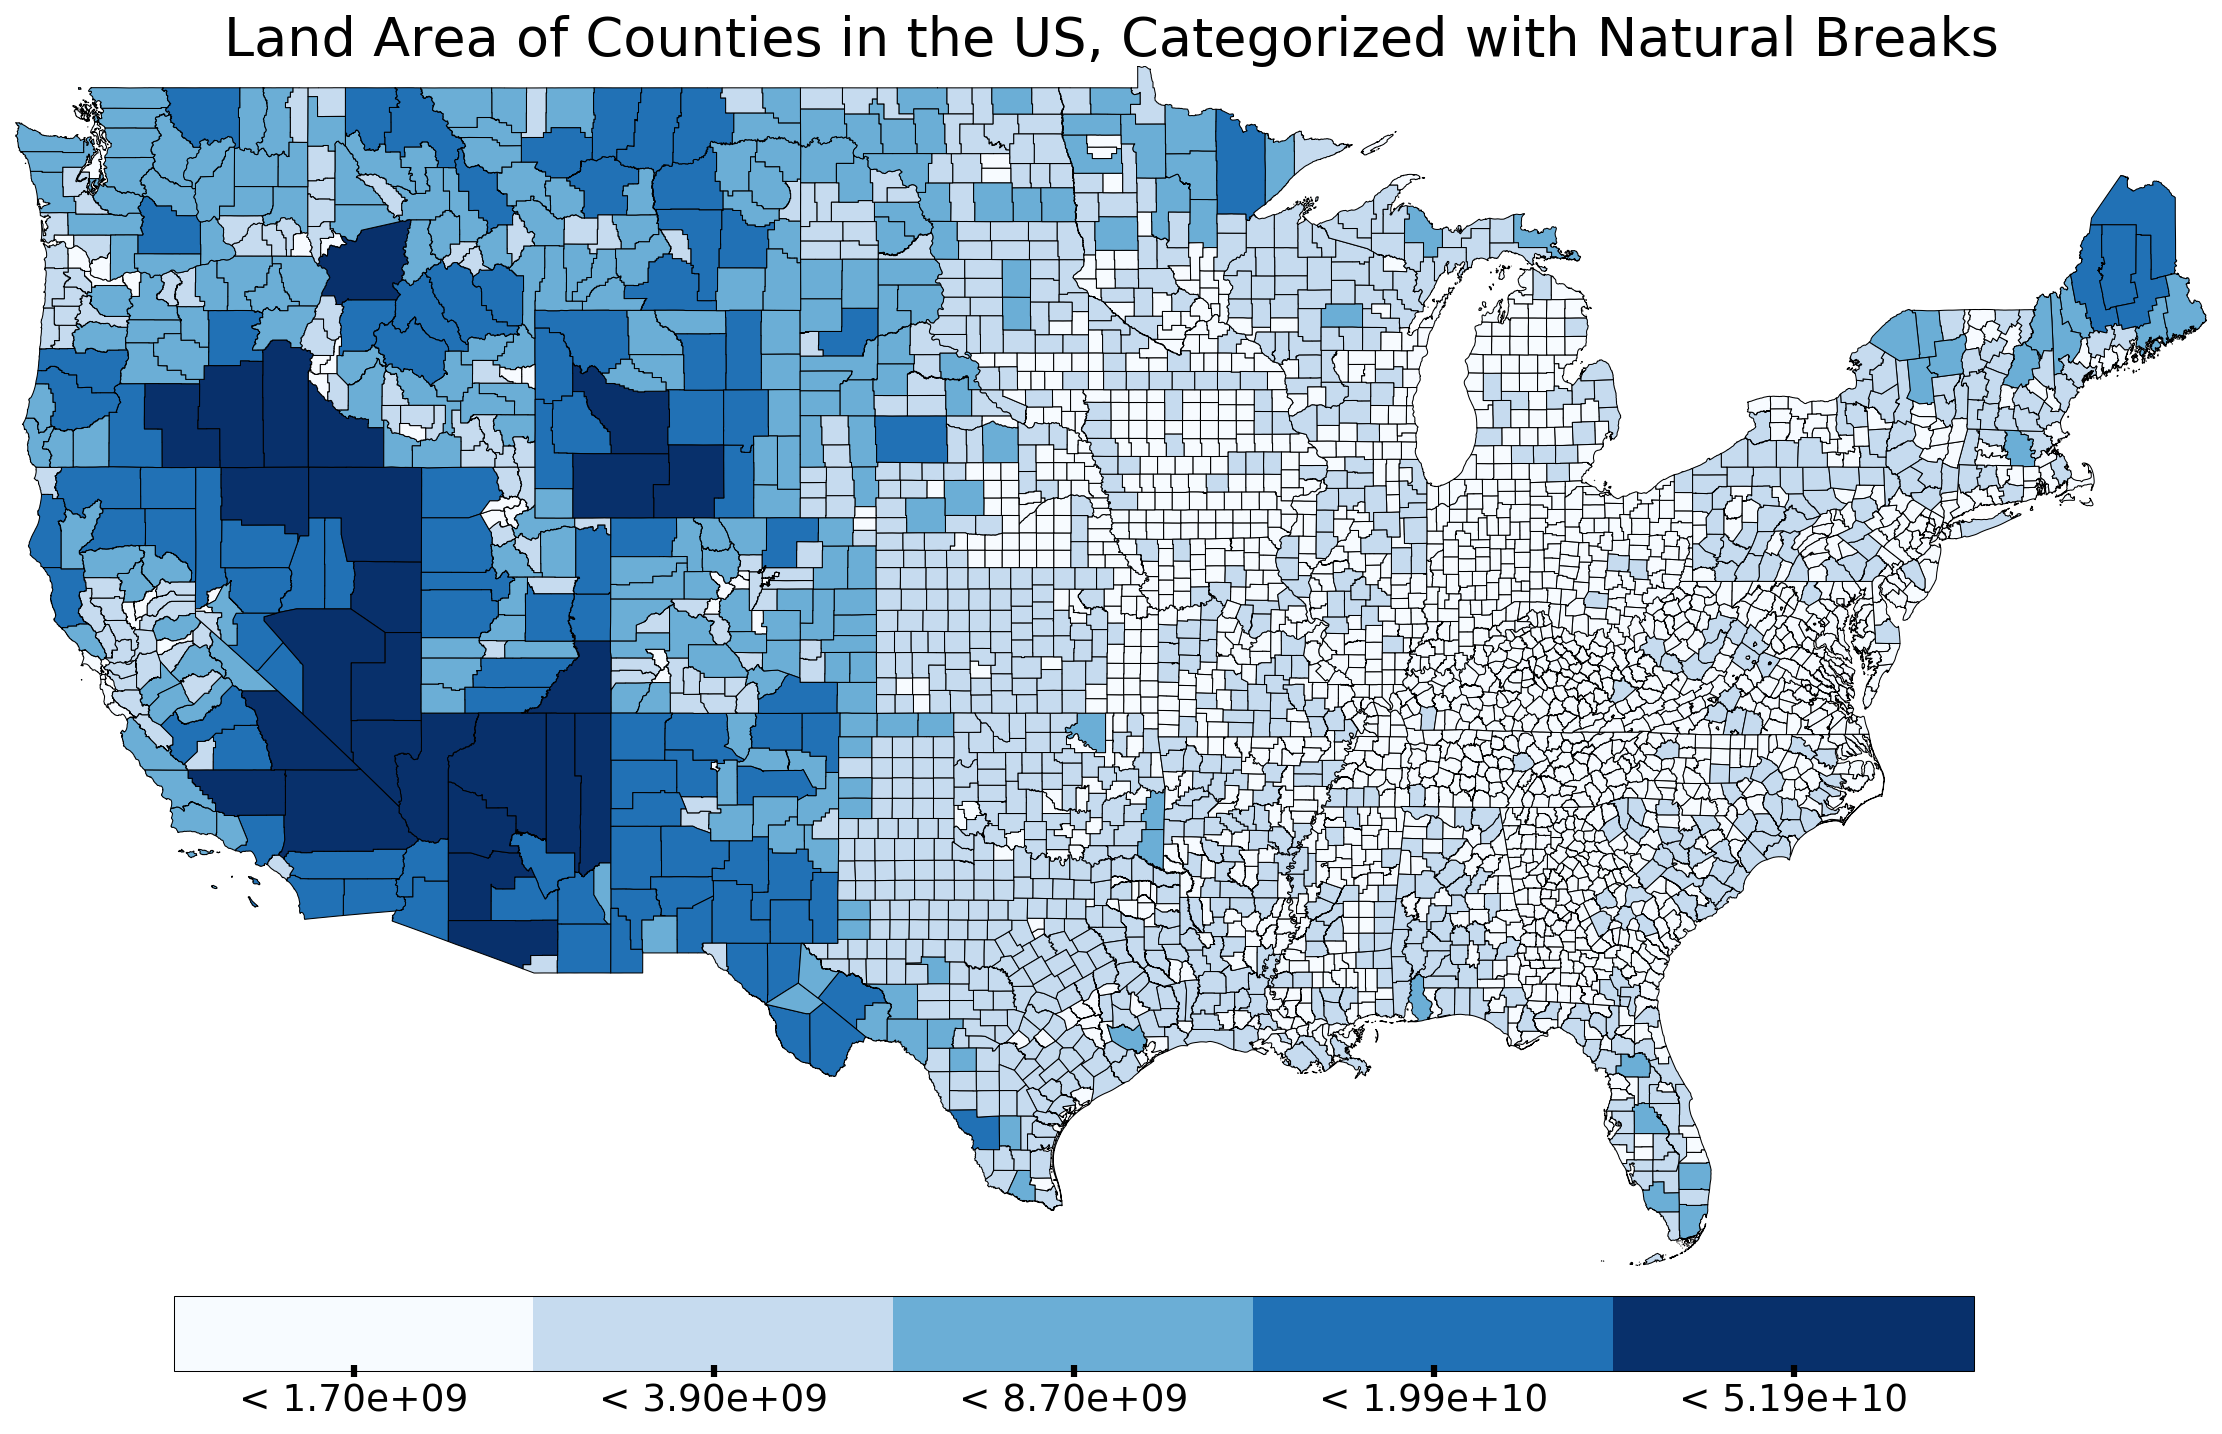 Land Area of Counties in the US, Categorized with Natural Breaks
< 1.70e+09 < 3.90e+09 < 8.70e+09 < 1.99e+10 < 5.19e+10